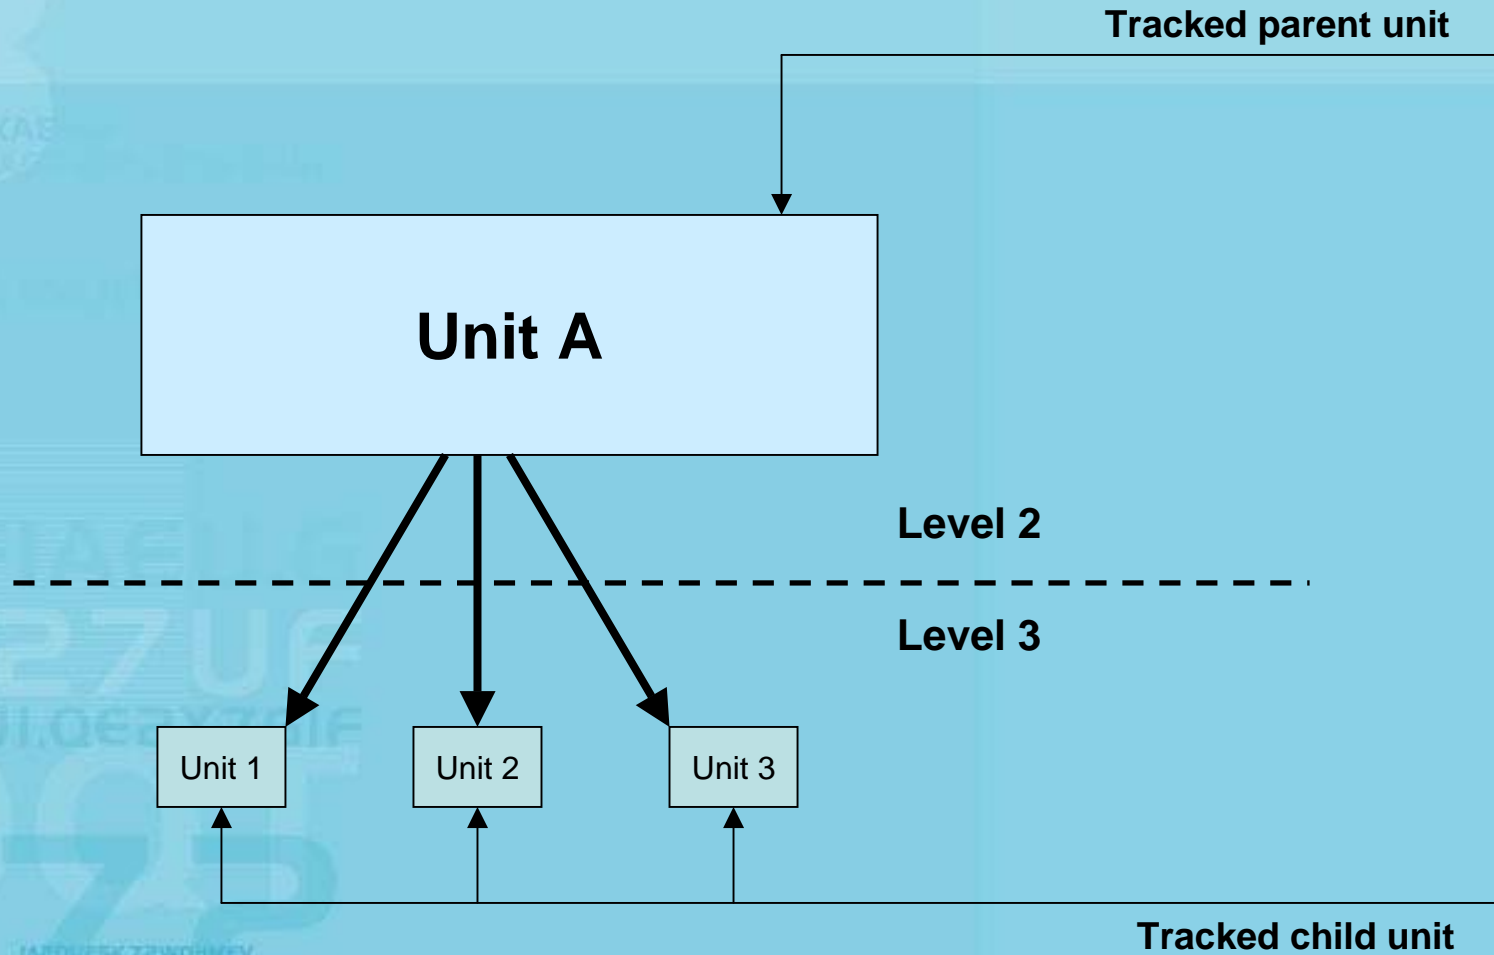 Tracked parent unit
Unit A
Level 2
Level 3
Unit 1
Unit 2
Unit 3
Tracked child unit